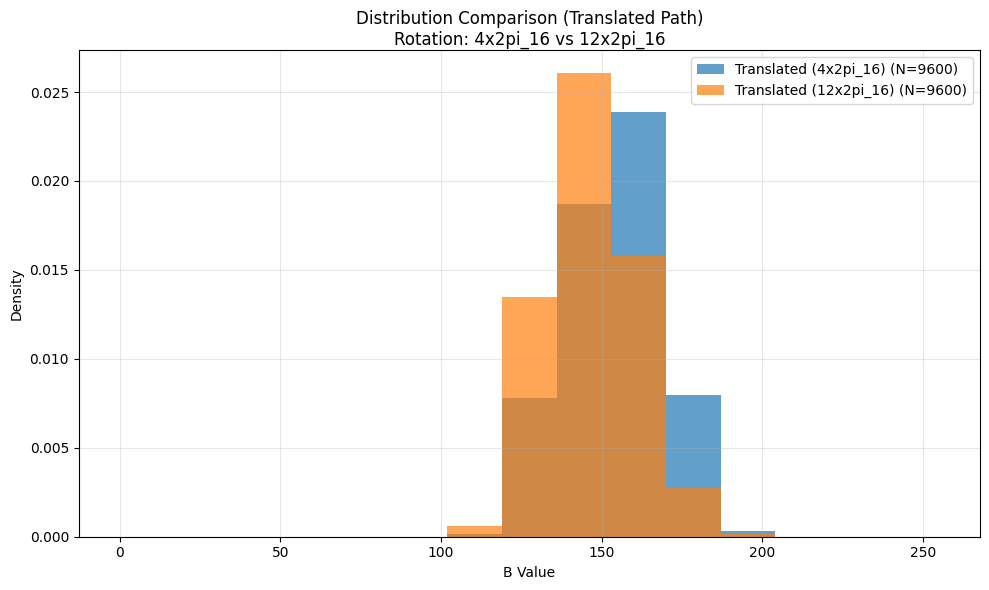 Distribution Comparison (Translated Path)
Rotation: 4x2pi_16 vs 12x2pi_16
Translated (4x2pi_16) (N=9600)
Translated (12x2pi_16) (N=9600)
Density
0.025
0.020
0.015
0.010
0.005
0.000
0 50 100 150 200 250
B Value